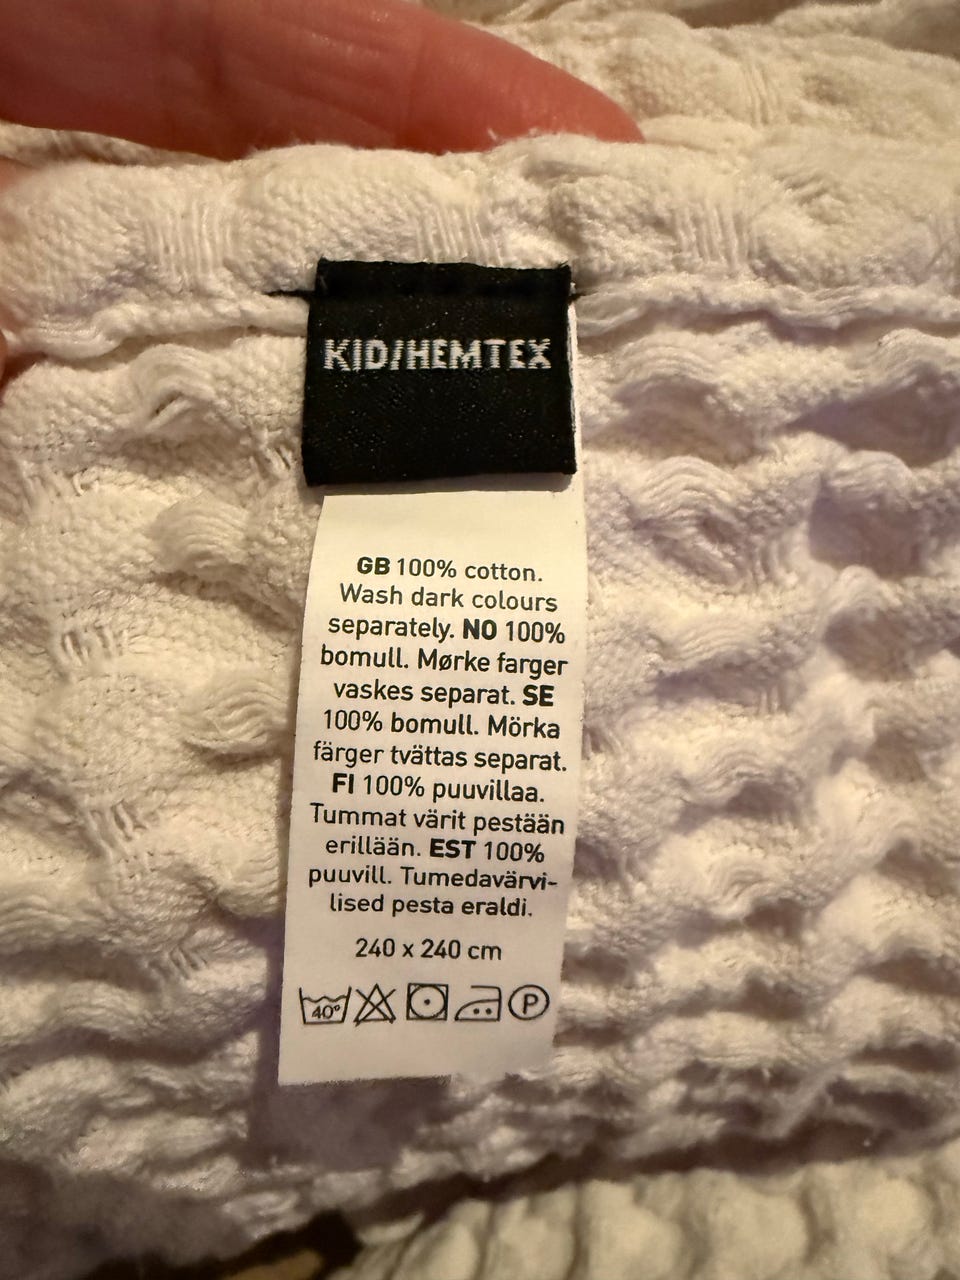 KID/HEMTEX
GB 100% cotton.
Wash dark colours
separately. NO 100%
bomull. Mørke farger
vaskes separat. SE
100% bomull. Mörka
färger tvättas separat.
FI 100% puuvillaa.
Tummat värit pestään
erillään. EST 100%
puuvill. Tumedavärvi-
lised pesta eraldi.
240 x 240 cm
40° P